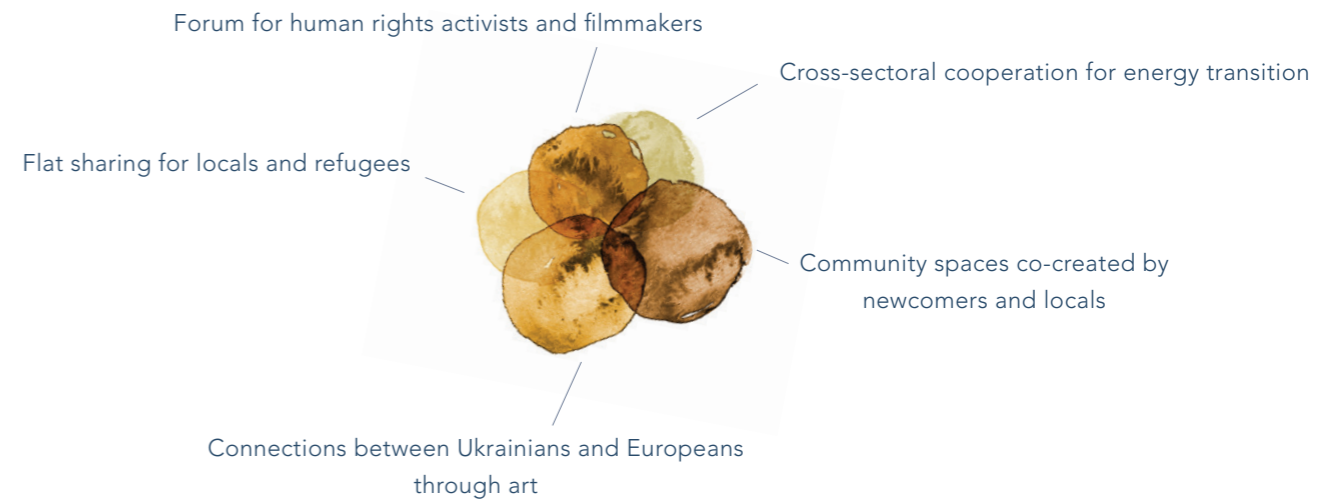 Forum for human rights activists and filmmakers
Cross-sectoral cooperation for energy transition
Flat sharing for locals and refugees
Community spaces co-created by
newcomers and locals
Connections between Ukrainians and Europeans
through art